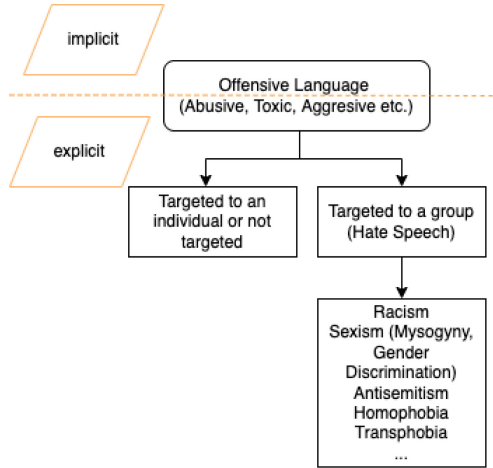 implicit
Offensive Language
(Abusive, Toxic, Aggresive etc.)
explicit
Targeted to an
individual or not
targeted
Targeted to a group
(Hate Speech)
Racism
Sexism (Mysogyny,
Gender
Discrimination)
Antisemitism
Homophobia
Transphobia
...